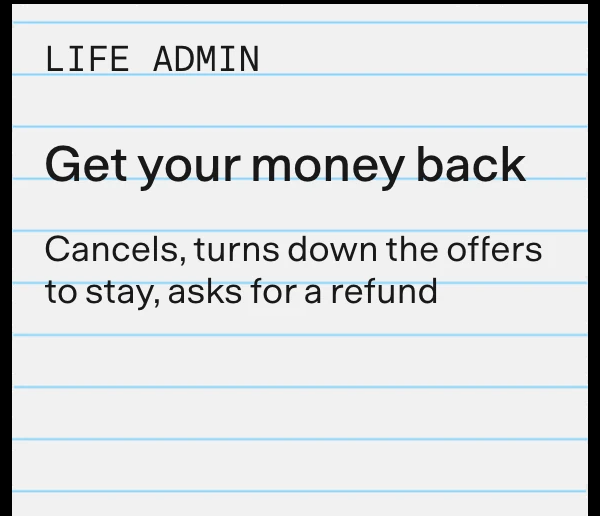 LIFE ADMIN
Get your money back
Cancels, turns down the offers
to stay, asks for a refund